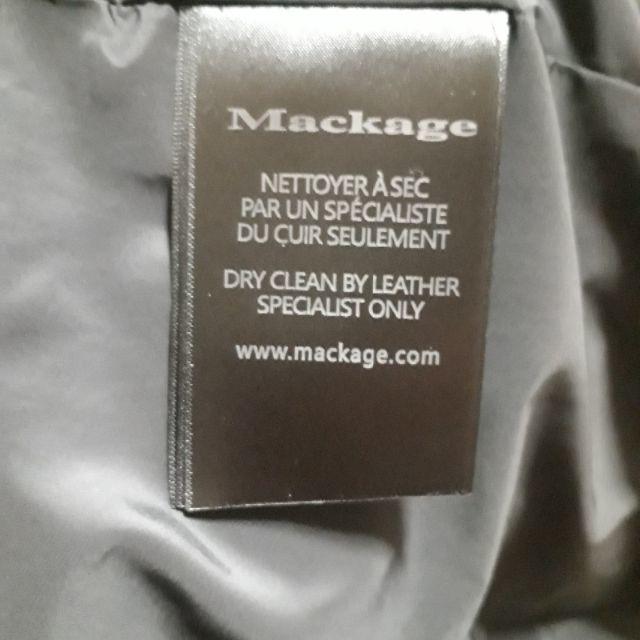 Mackage
NETTOYER À SEC
PAR UN SPÉCIALISTE
DU CUIR SEULEMENT
DRY CLEAN BY LEATHER
SPECIALIST ONLY
www.mackage.com